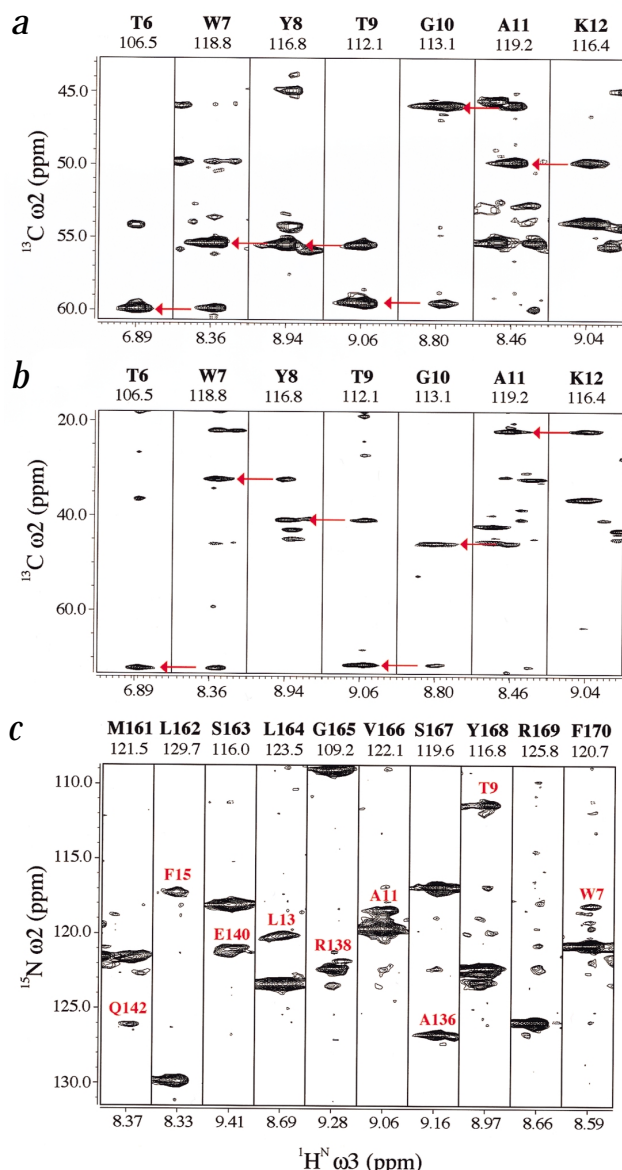 a
T6 W7 Y8 T9 G10 A11 K12
106.5 118.8 116.8 112.1 113.1 119.2 116.4
¹³C ω2 (ppm)
45.0
50.0
55.0
60.0
6.89 8.36 8.94 9.06 8.80 8.46 9.04
b
T6 W7 Y8 T9 G10 A11 K12
106.5 118.8 116.8 112.1 113.1 119.2 116.4
¹³C ω2 (ppm)
20.0
40.0
60.0
6.89 8.36 8.94 9.06 8.80 8.46 9.04
c
M161 L162 S163 L164 G165 V166 S167 Y168 R169 F170
121.5 129.7 116.0 123.5 109.2 122.1 119.6 116.8 125.8 120.7
¹⁵N ω2 (ppm)
110.0
115.0
120.0
125.0
130.0
T9
F15
A11
W7
L13
E140
R138
Q142
A136
8.37 8.33 9.41 8.69 9.28 9.06 9.16 8.97 8.66 8.59
¹Hᴺ ω3 (ppm)